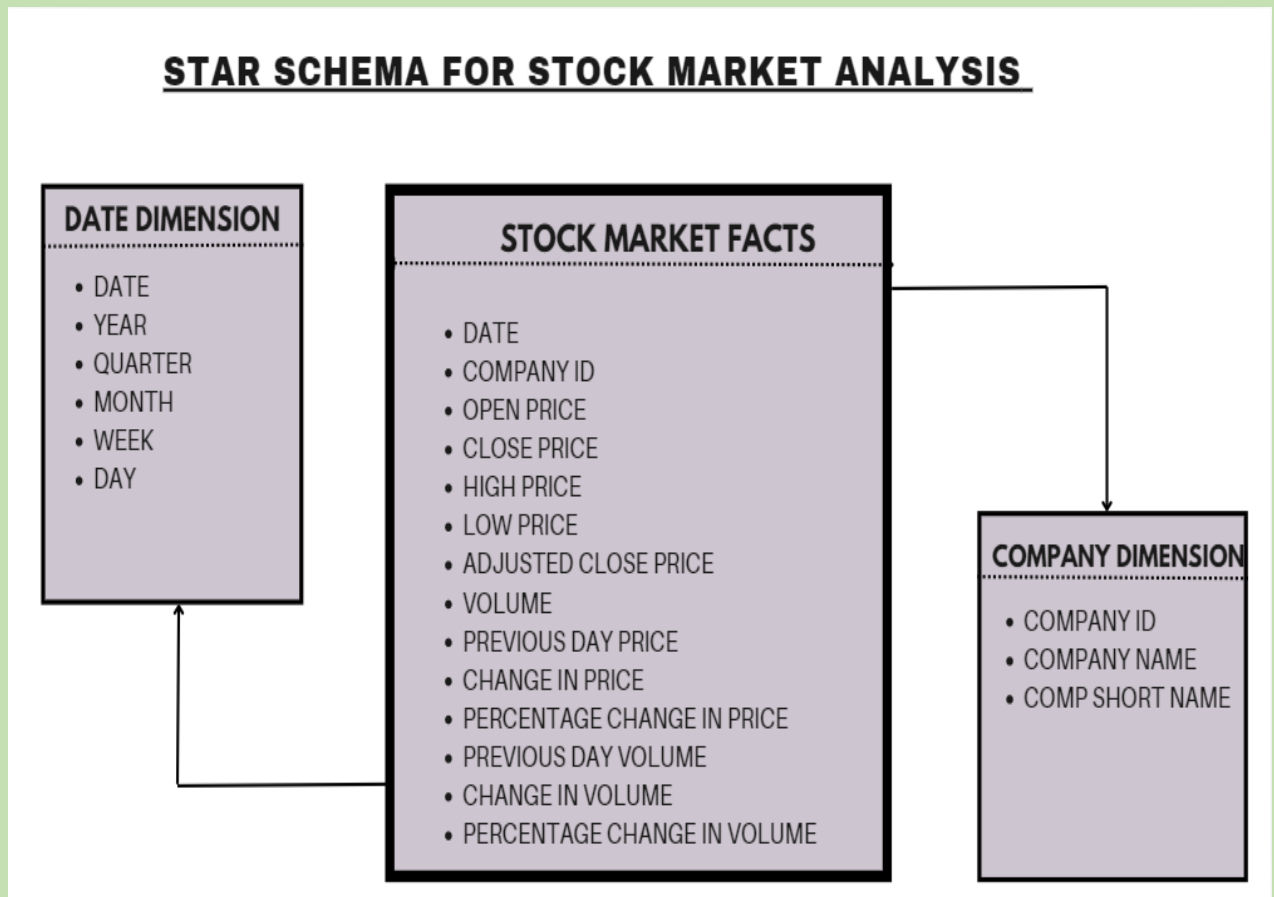 STAR SCHEMA FOR STOCK MARKET ANALYSIS
DATE DIMENSION
• DATE
• YEAR
• QUARTER
• MONTH
• WEEK
• DAY
STOCK MARKET FACTS
• DATE
• COMPANY ID
• OPEN PRICE
• CLOSE PRICE
• HIGH PRICE
• LOW PRICE
• ADJUSTED CLOSE PRICE
• VOLUME
• PREVIOUS DAY PRICE
• CHANGE IN PRICE
• PERCENTAGE CHANGE IN PRICE
• PREVIOUS DAY VOLUME
• CHANGE IN VOLUME
• PERCENTAGE CHANGE IN VOLUME
COMPANY DIMENSION
• COMPANY ID
• COMPANY NAME
• COMP SHORT NAME